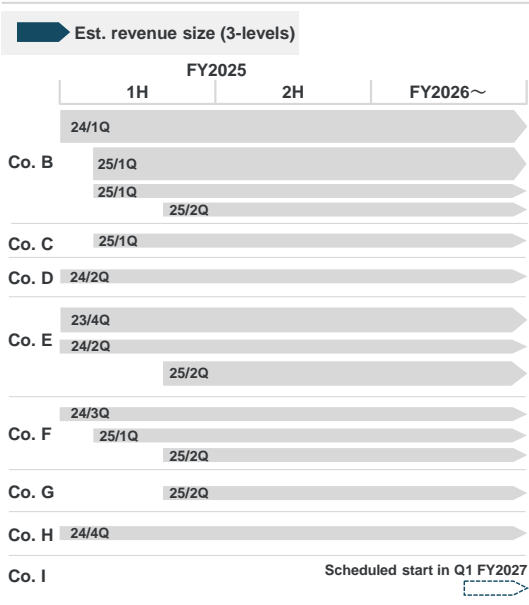 Est. revenue size (3-levels)
FY2025
1H 2H FY2026～
24/1Q
Co. B
25/1Q
25/1Q
25/2Q
Co. C 25/1Q
Co. D 24/2Q
23/4Q
Co. E
24/2Q
25/2Q
24/3Q
Co. F 25/1Q
25/2Q
Co. G 25/2Q
Co. H 24/4Q
Scheduled start in Q1 FY2027
Co. I